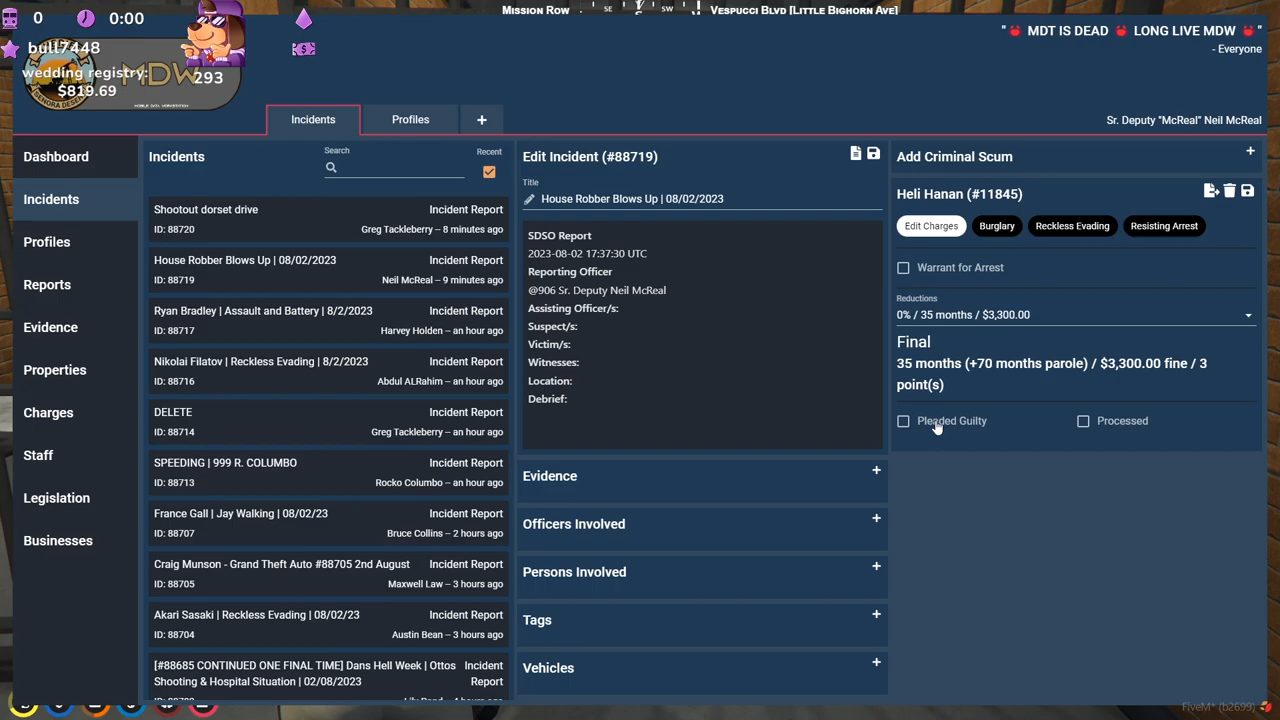 Mission Row
SE
SW
Vespucci Blvd [Little Bighorn Ave]
0
0:00
bull7448
wedding registry:
$819.69
293
MDW
MOBILE DATA WORKSTATION
" MDT IS DEAD LONG LIVE MDW "
- Everyone
Incidents
Profiles
+
Sr. Deputy "McReal" Neil McReal
Dashboard
Incidents
Profiles
Reports
Evidence
Properties
Charges
Staff
Legislation
Businesses
Incidents
Search
Recent
Shootout dorset drive
Incident Report
ID: 88720
Greg Tackleberry – 8 minutes ago
House Robber Blows Up | 08/02/2023
Incident Report
ID: 88719
Neil McReal – 9 minutes ago
Ryan Bradley | Assault and Battery | 8/2/2023
Incident Report
ID: 88717
Harvey Holden – an hour ago
Nikolai Filatov | Reckless Evading | 8/2/2023
Incident Report
ID: 88716
Abdul ALRahim – an hour ago
DELETE
Incident Report
ID: 88714
Greg Tackleberry – an hour ago
SPEEDING | 999 R. COLUMBO
Incident Report
ID: 88713
Rocko Columbo – an hour ago
France Gall | Jay Walking | 08/02/23
Incident Report
ID: 88707
Bruce Collins – 2 hours ago
Craig Munson - Grand Theft Auto #88705 2nd August
Incident Report
ID: 88705
Maxwell Law – 3 hours ago
Akari Sasaki | Reckless Evading | 08/02/23
Incident Report
ID: 88704
Austin Bean – 3 hours ago
[#88685 CONTINUED ONE FINAL TIME] Dans Hell Week | Ottos
Shooting & Hospital Situation | 02/08/2023
Incident
Report
Edit Incident (#88719)
Title
House Robber Blows Up | 08/02/2023
SDSO Report
2023-08-02 17:37:30 UTC
Reporting Officer
@906 Sr. Deputy Neil McReal
Assisting Officer/s:
Suspect/s:
Victim/s:
Witnesses:
Location:
Debrief:
Evidence
+
Officers Involved
+
Persons Involved
+
Tags
+
Vehicles
+
Add Criminal Scum
+
Heli Hanan (#11845)
Edit Charges
Burglary
Reckless Evading
Resisting Arrest
Warrant for Arrest
Reductions
0% / 35 months / $3,300.00
Final
35 months (+70 months parole) / $3,300.00 fine / 3
point(s)
Pleaded Guilty
Processed
FiveM* (b2699)